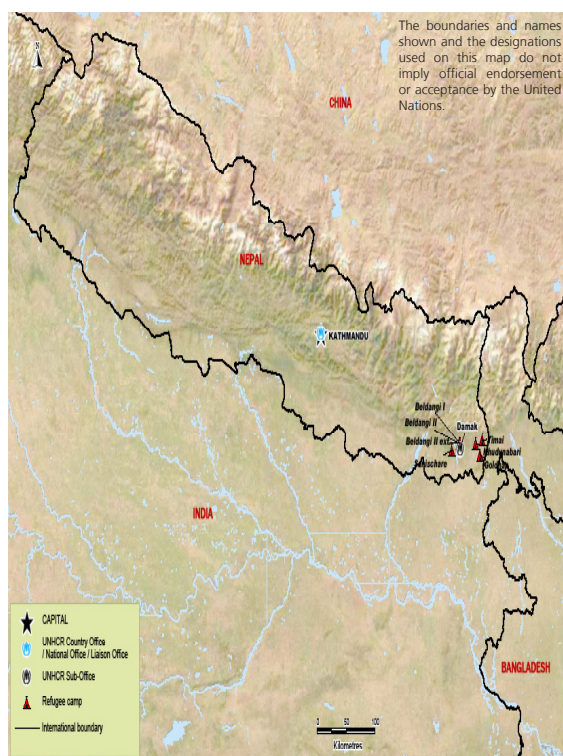 The boundaries and names
shown and the designations
used on this map do not
imply official endorsement
or acceptance by the United
Nations.
N
CHINA
NEPAL
KATHMANDU
Beldangi I
Beldangi II
Damak
Beldangi II ext.
Timai
Khudunabari
Sanischare
Goldhap
INDIA
BANGLADESH
CAPITAL
UNHCR Country Office
/ National Office / Liaison Office
UNHCR Sub-Office
Refugee camp
International boundary
0 50 100
Kilometres